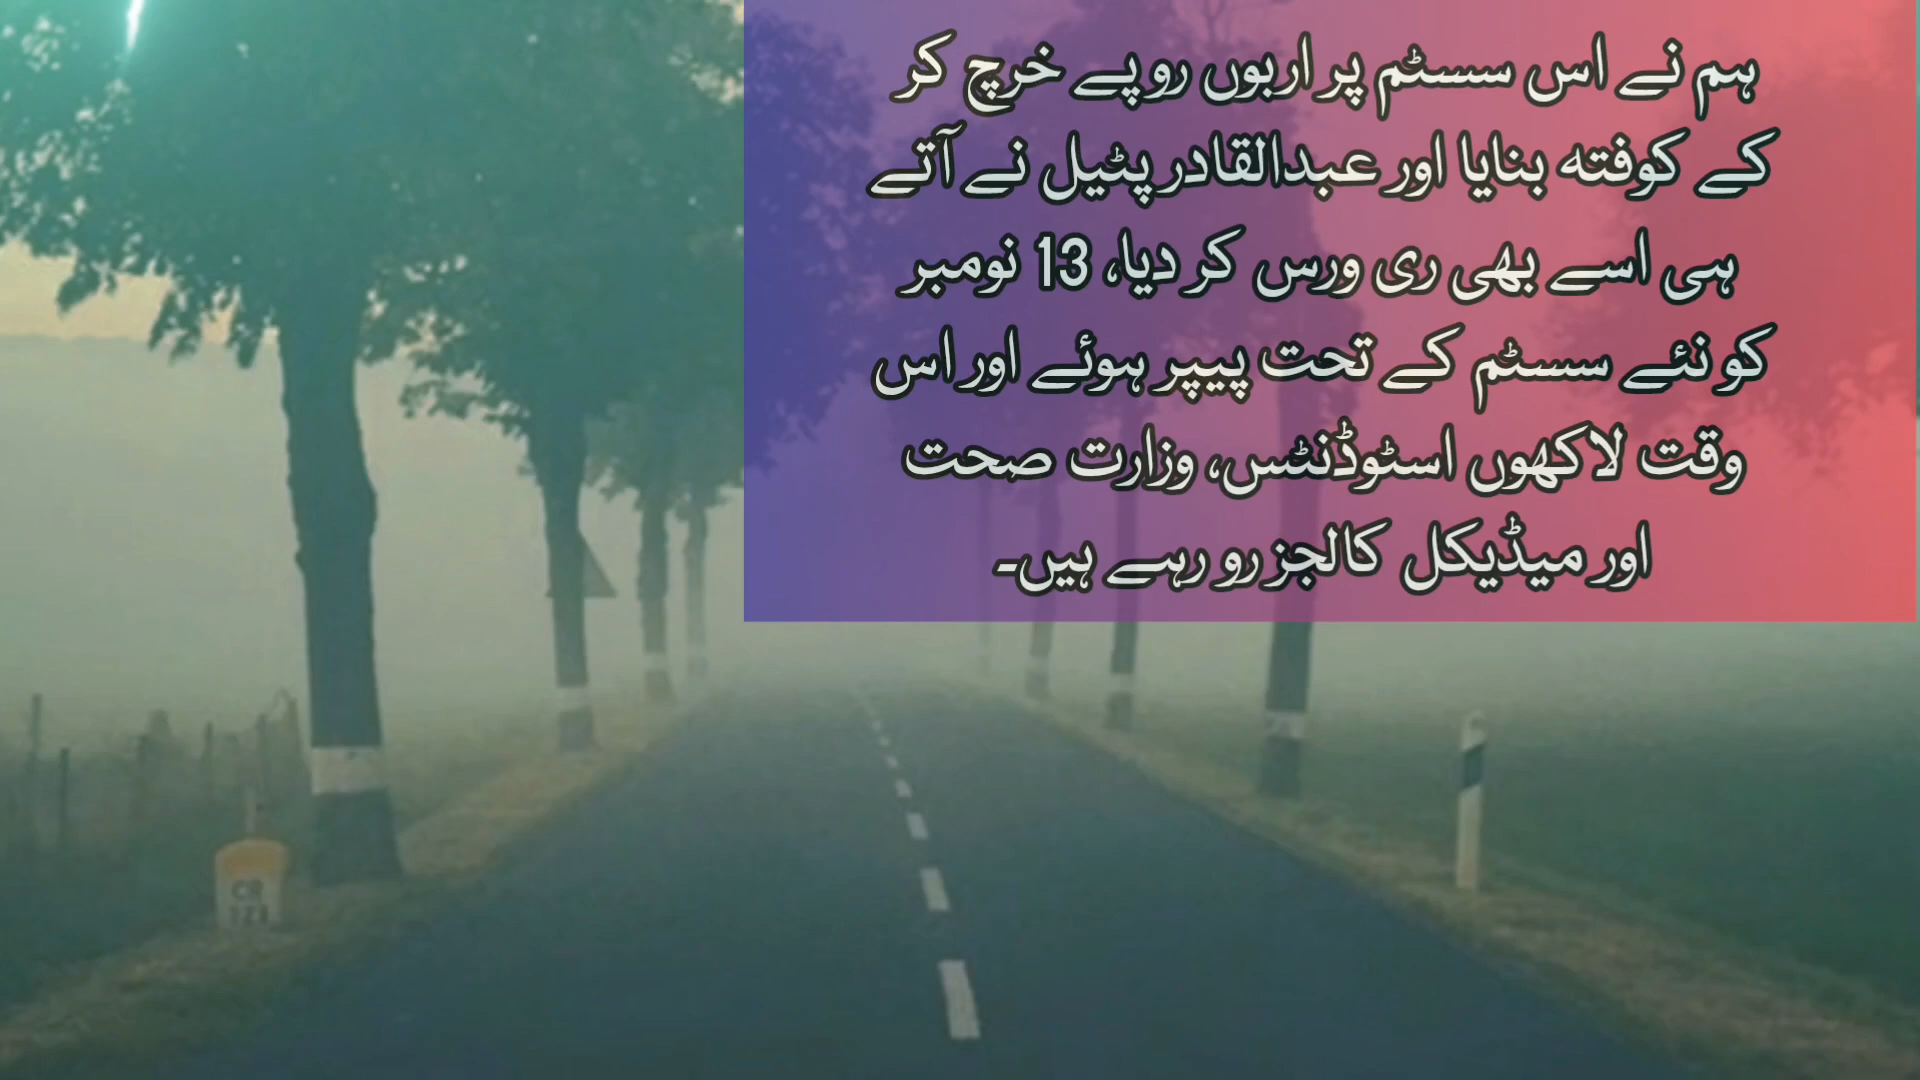 ہم نے اس سسٹم پر اربوں روپے خرچ کر
کے کوفتہ بنایا اور عبدالقادر پٹیل نے آتے
ہی اسے بھی ری ورس کر دیا، 13 نومبر
کو نئے سسٹم کے تحت پیپر ہوئے اور اس
وقت لاکھوں اسٹوڈنٹس، وزارت صحت
اور میڈیکل کالجز رو رہے ہیں۔
CR
121